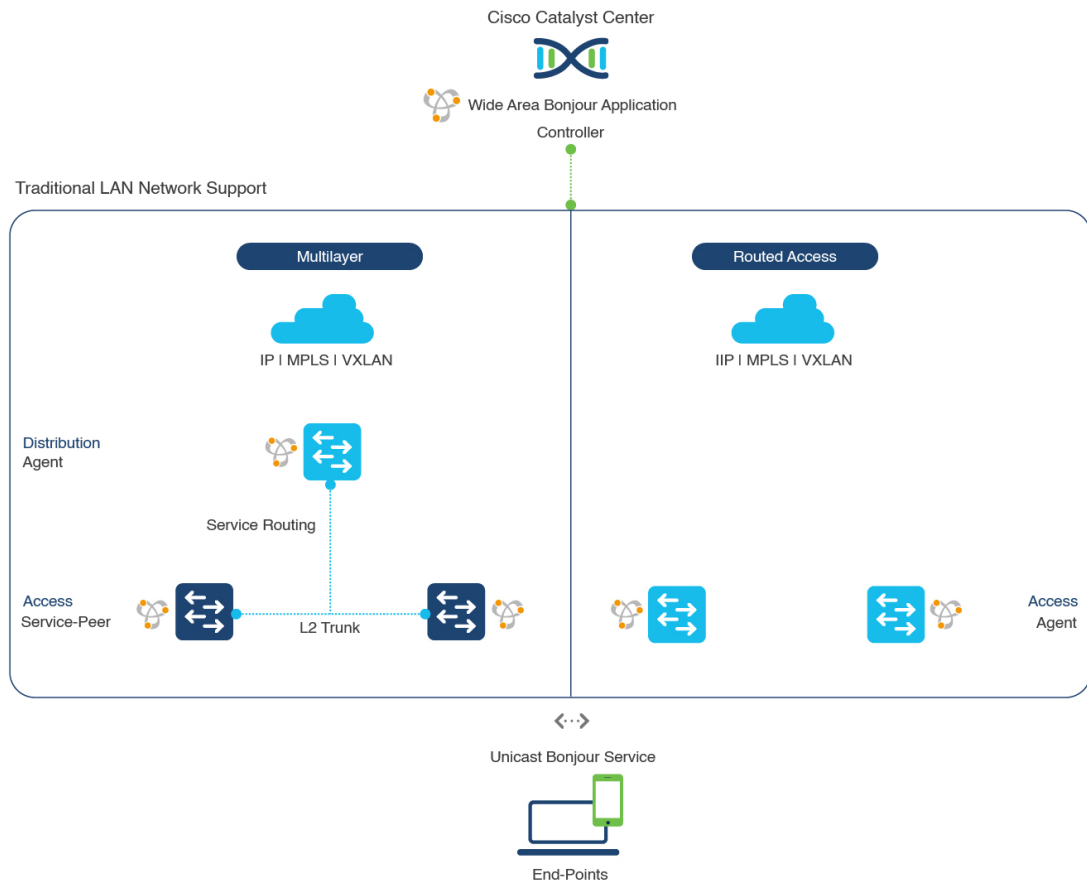 Cisco Catalyst Center
Wide Area Bonjour Application
Controller
Traditional LAN Network Support
Multilayer
Routed Access
IP | MPLS | VXLAN
IIP | MPLS | VXLAN
Distribution
Agent
Service Routing
Access
Service-Peer
L2 Trunk
Access
Agent
Unicast Bonjour Service
End-Points